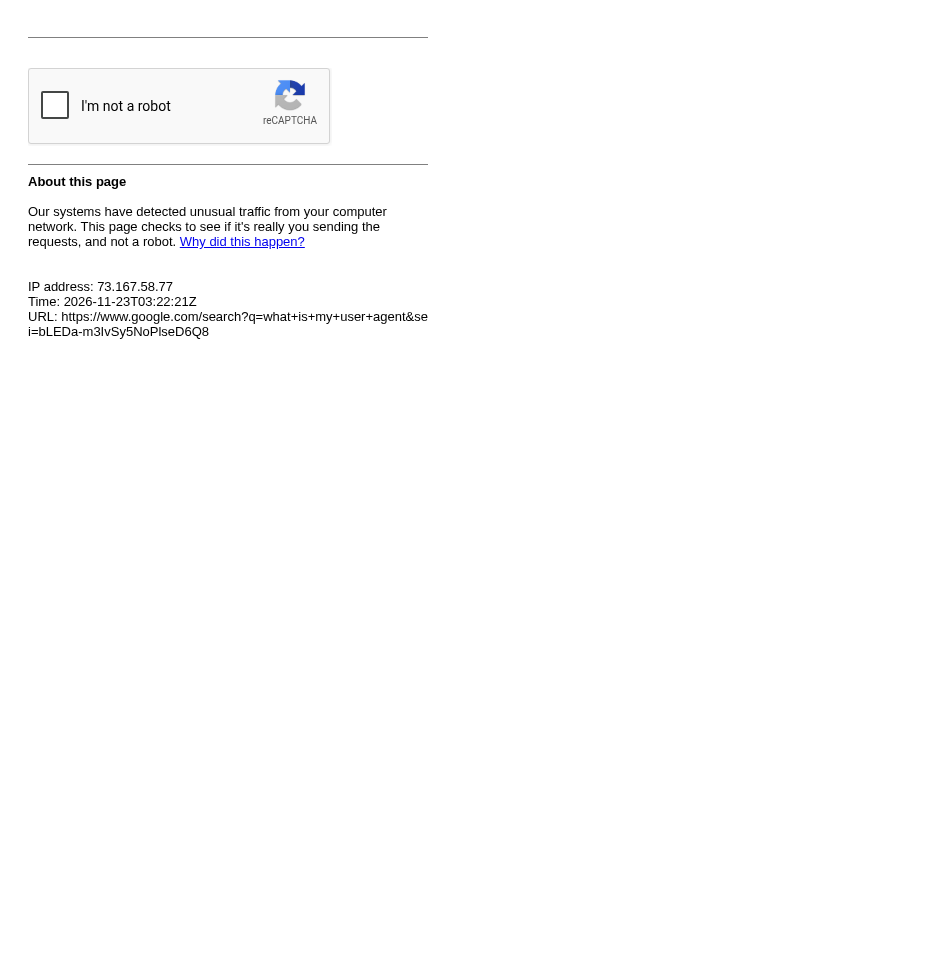 I'm not a robot
reCAPTCHA
About this page
Our systems have detected unusual traffic from your computer
network. This page checks to see if it's really you sending the
requests, and not a robot. Why did this happen?
IP address: 73.167.58.77
Time: 2026-11-23T03:22:21Z
URL: https://www.google.com/search?q=what+is+my+user+agent&se
i=bLEDa-m3IvSy5NoPlseD6Q8